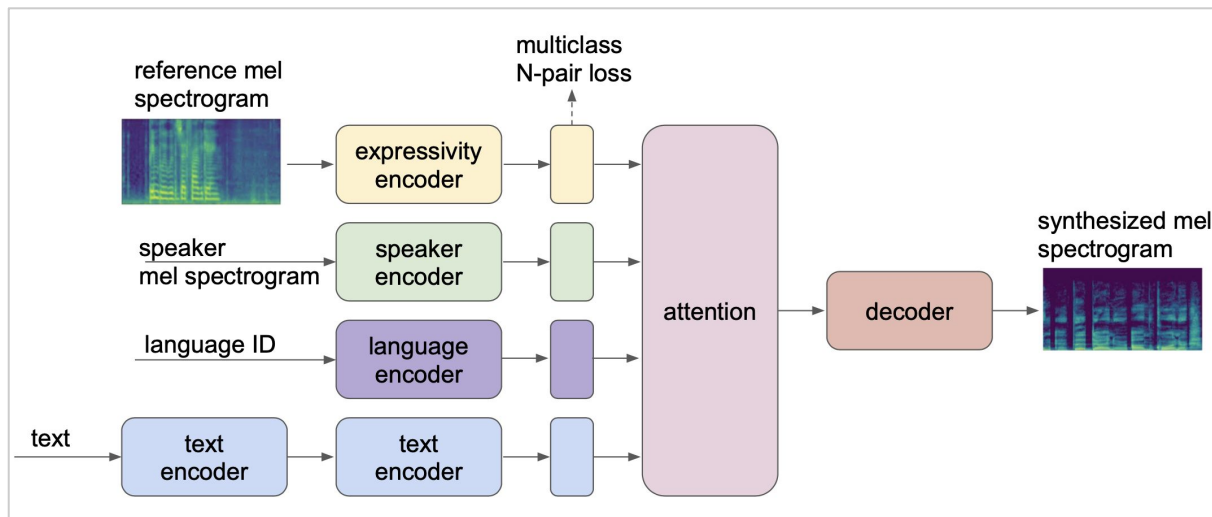 multiclass
N-pair loss
reference mel
spectrogram
expressivity
encoder
speaker
mel spectrogram
speaker
encoder
language ID
language
encoder
text
text
encoder
text
encoder
attention
decoder
synthesized mel
spectrogram